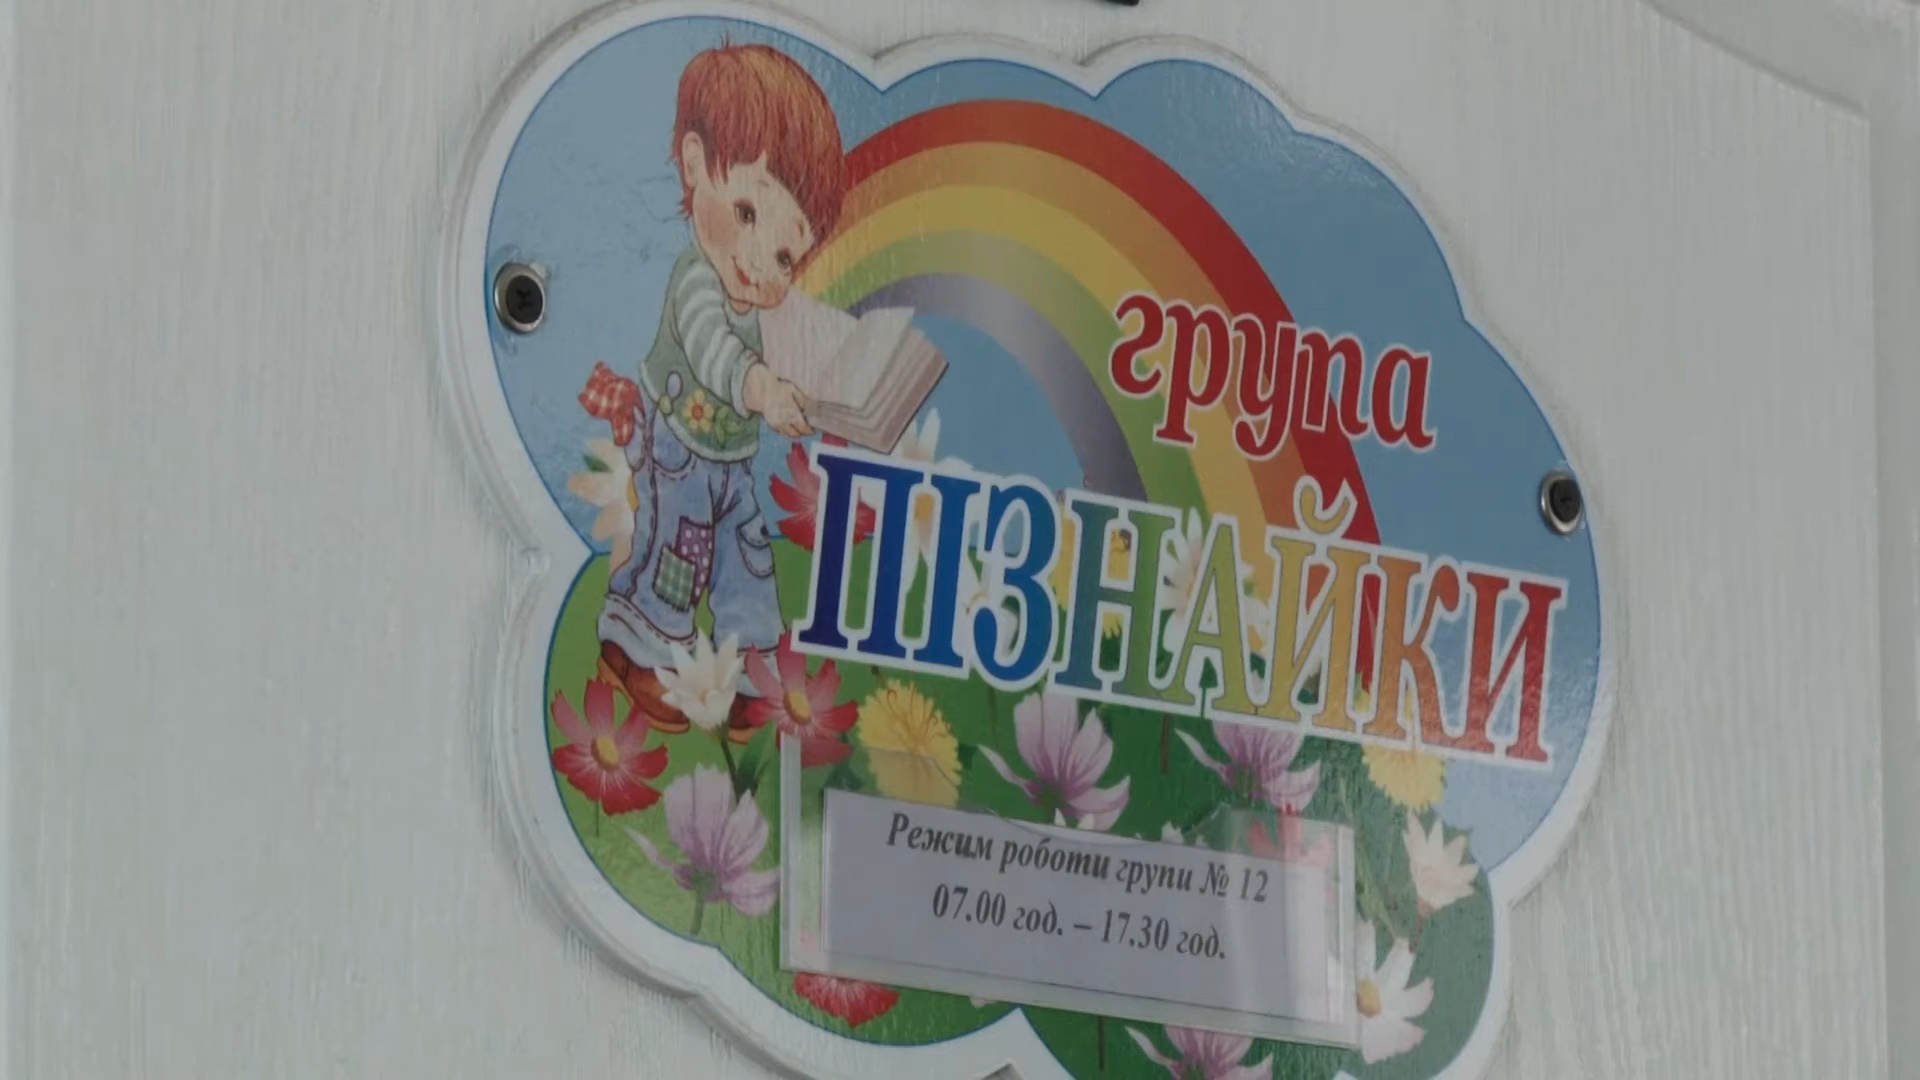 група
ПІЗНАЙКИ
Режим роботи групи № 12
07.00 год. – 17.30 год.